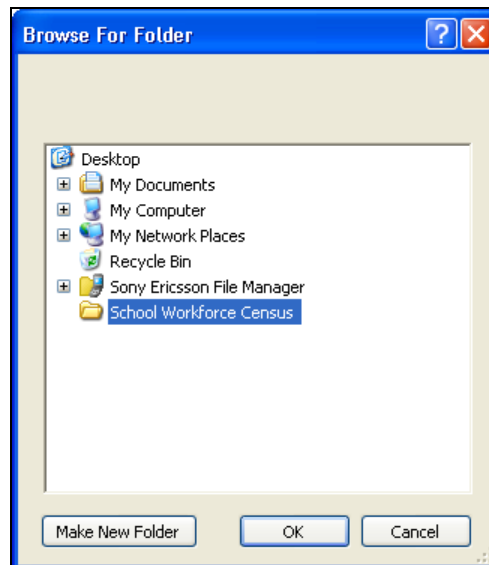 Browse For Folder
Desktop
My Documents
My Computer
My Network Places
Recycle Bin
Sony Ericsson File Manager
School Workforce Census
Make New Folder OK Cancel